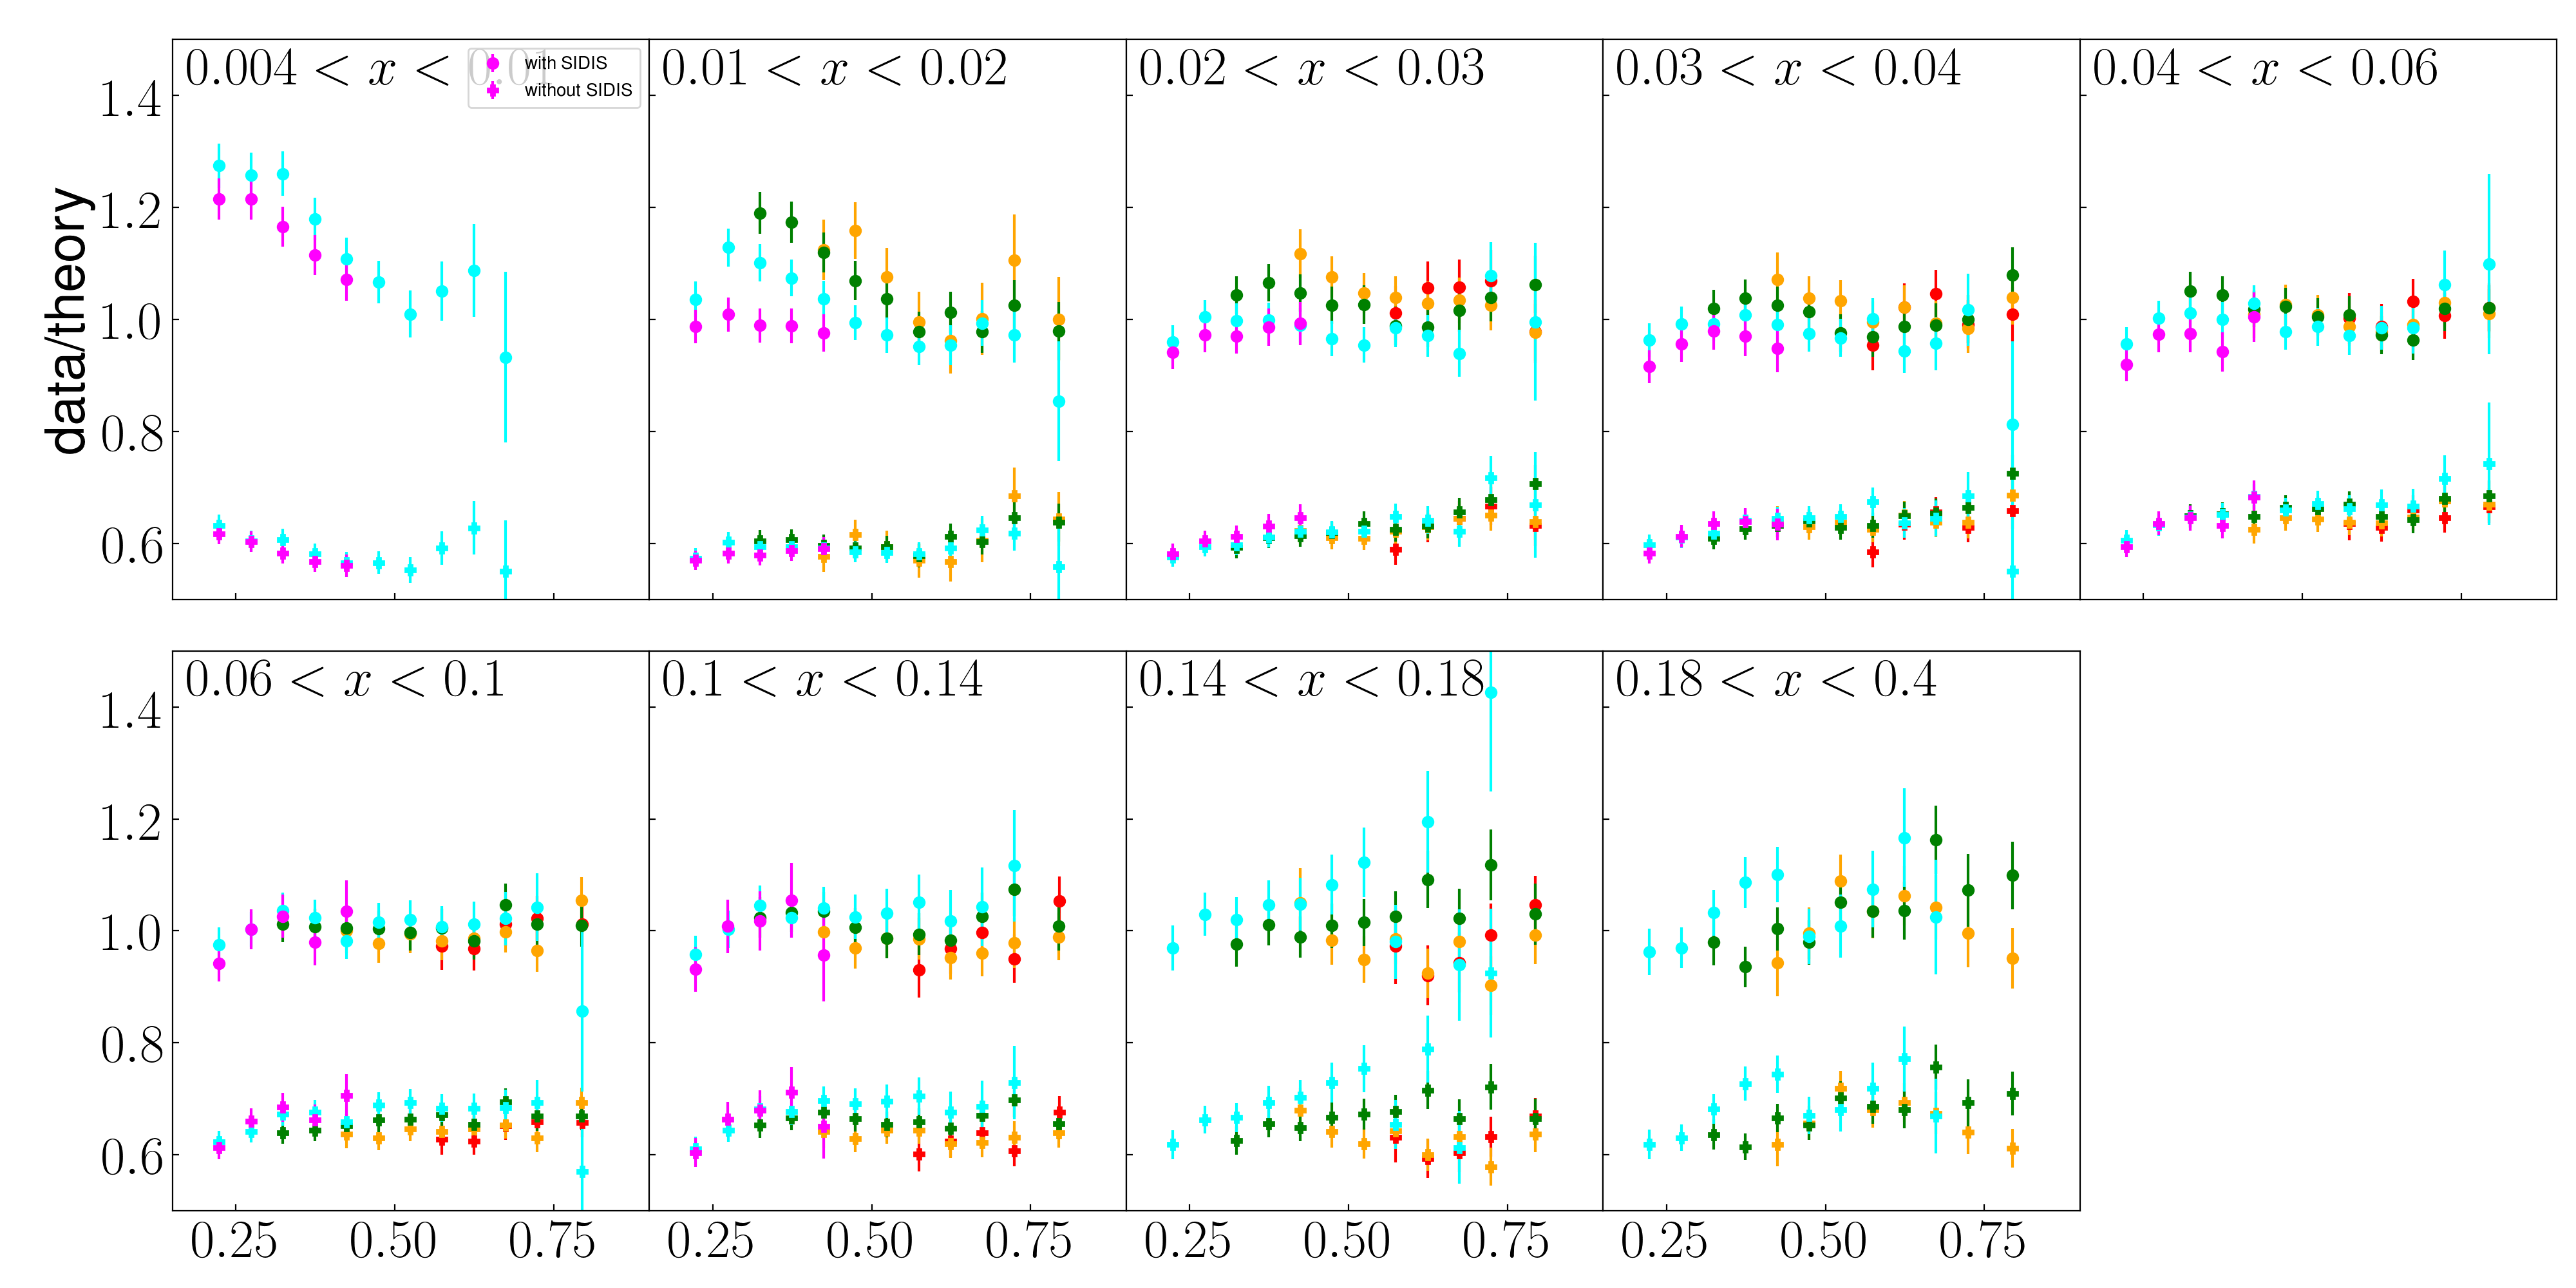 0.004 < x < 0.01
with SIDIS
without SIDIS
0.01 < x < 0.02
0.02 < x < 0.03
0.03 < x < 0.04
0.04 < x < 0.06
data/theory
1.4
1.2
1.0
0.8
0.6
0.06 < x < 0.1
0.1 < x < 0.14
0.14 < x < 0.18
0.18 < x < 0.4
1.4
1.2
1.0
0.8
0.6
0.25 0.50 0.75 0.25 0.50 0.75 0.25 0.50 0.75 0.25 0.50 0.75